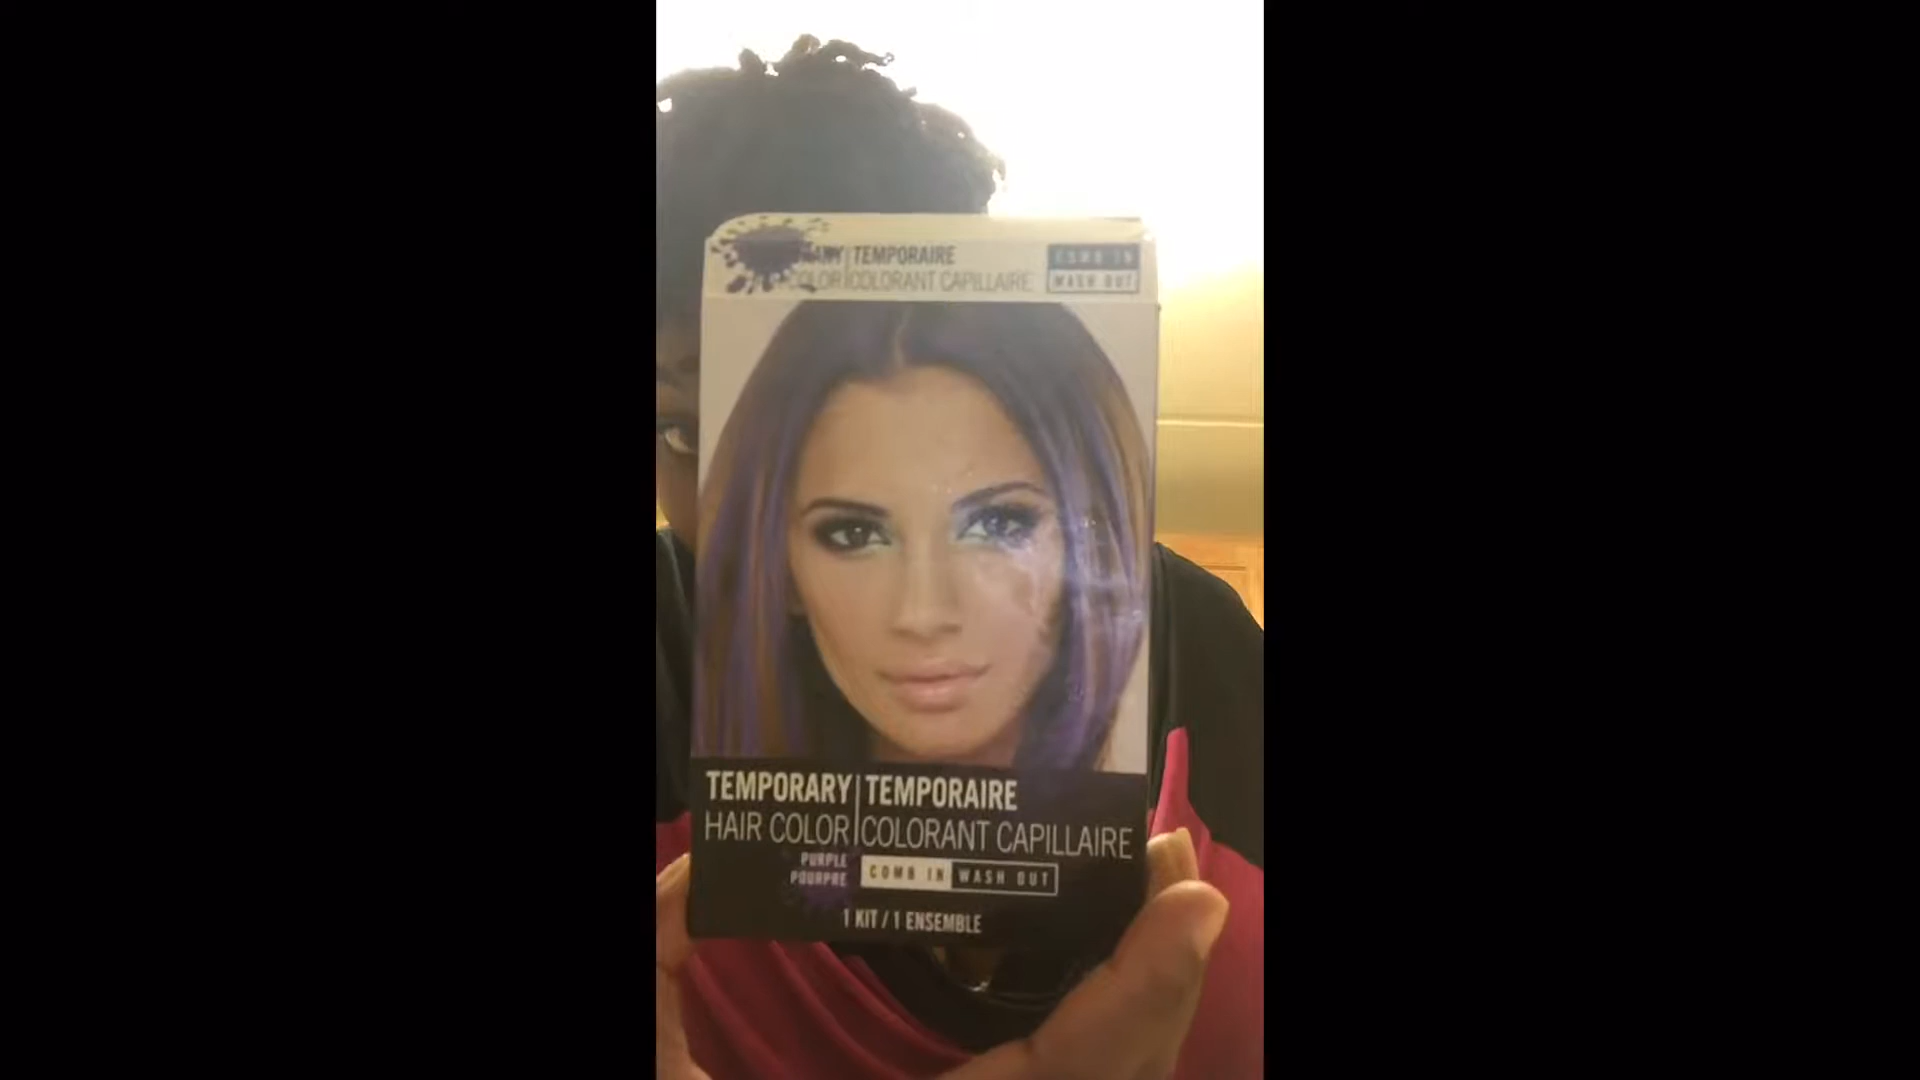 TEMPORAIRE
COLOR COLORANT CAPILLAIRE
COMB IN
WASH OUT
TEMPORARY TEMPORAIRE
HAIR COLOR COLORANT CAPILLAIRE
PURPLE
POURPRE
COMB IN WASH OUT
1 KIT / 1 ENSEMBLE